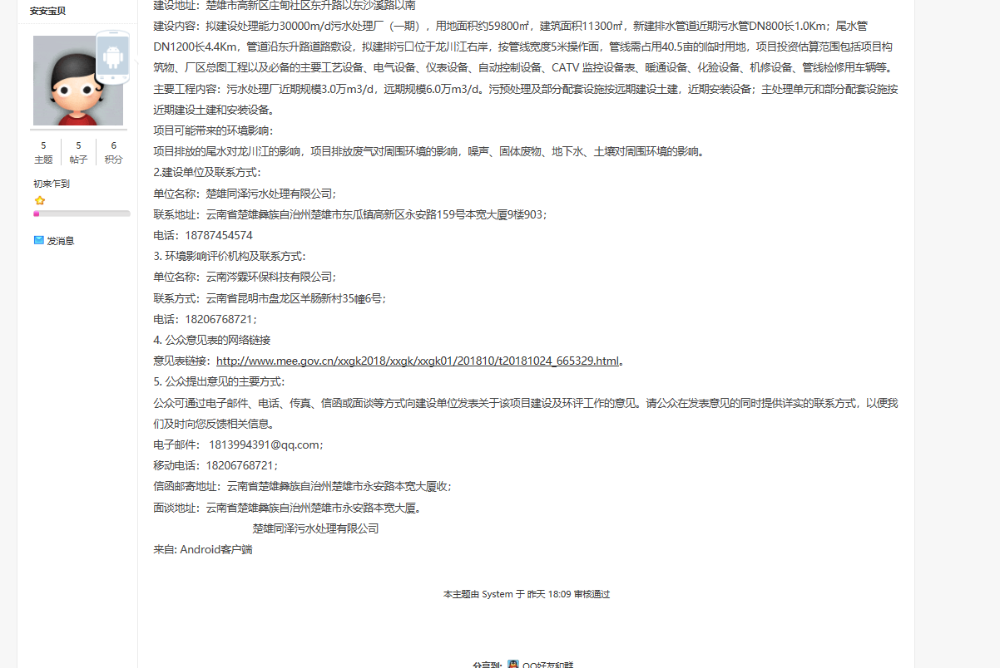 安安宝贝
5 5 6
主题 帖子 积分
初来乍到
发消息
建设地址：楚雄市高新区庄甸社区东升路以东沙溪路以南
建设内容：拟建设处理能力30000m/d污水处理厂（一期），用地面积约59800㎡，建筑面积11300㎡，新建排水管道近期污水管DN800长1.0Km；尾水管
DN1200长4.4Km，管道沿东升路道路敷设，拟建排污口位于龙川江右岸，按管线宽度5米操作面，管线需占用40.5亩的临时用地，项目投资估算范围包括项目构
筑物、厂区总图工程以及必备的主要工艺设备、电气设备、仪表设备、自动控制设备、CATV 监控设备表、暖通设备、化验设备、机修设备、管线检修用车辆等。
主要工程内容：污水处理厂近期规模3.0万m3/d，远期规模6.0万m3/d。污预处理及部分配套设施按远期建设土建，近期安装设备；主处理单元和部分配套设施按
近期建设土建和安装设备。
项目可能带来的环境影响：
项目排放的尾水对龙川江的影响，项目排放废气对周围环境的影响，噪声、固体废物、地下水、土壤对周围环境的影响。
2.建设单位及联系方式：
单位名称：楚雄同泽污水处理有限公司；
联系地址：云南省楚雄彝族自治州楚雄市东瓜镇高新区永安路159号本宽大厦9楼903；
电话：18787454574
3. 环境影响评价机构及联系方式：
单位名称：云南涔霖环保科技有限公司；
联系方式：云南省昆明市盘龙区羊肠新村35幢6号；
电话：18206768721；
4. 公众意见表的网络链接
意见表链接：http://www.mee.gov.cn/xxgk2018/xxgk/xxgk01/201810/t20181024_665329.html。
5. 公众提出意见的主要方式：
公众可通过电子邮件、电话、传真、信函或面谈等方式向建设单位发表关于该项目建设及环评工作的意见。请公众在发表意见的同时提供详实的联系方式，以便我
们及时向您反馈相关信息。
电子邮件： 1813994391@qq.com；
移动电话：18206768721；
信函邮寄地址：云南省楚雄彝族自治州楚雄市永安路本宽大厦收；
面谈地址：云南省楚雄彝族自治州楚雄市永安路本宽大厦。
楚雄同泽污水处理有限公司
来自: Android客户端
本主题由 System 于 昨天 18:09 审核通过
分享到: QQ好友和群